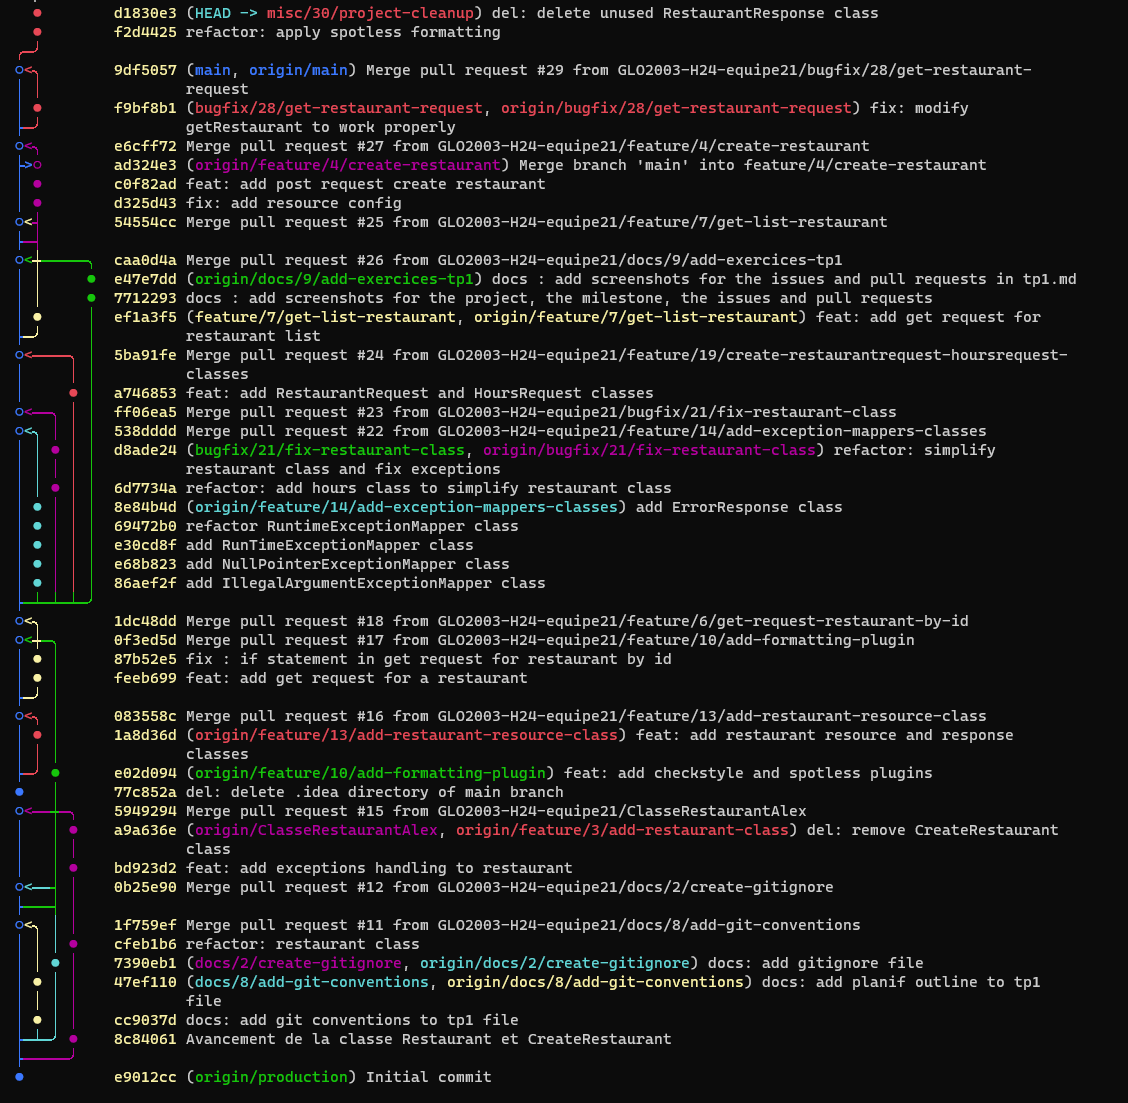 d1830e3 (HEAD -> misc/30/project-cleanup) del: delete unused RestaurantResponse class
f2d4425 refactor: apply spotless formatting
9df5057 (main, origin/main) Merge pull request #29 from GLO2003-H24-equipe21/bugfix/28/get-restaurant-
request
f9bf8b1 (bugfix/28/get-restaurant-request, origin/bugfix/28/get-restaurant-request) fix: modify
getRestaurant to work properly
e6cff72 Merge pull request #27 from GLO2003-H24-equipe21/feature/4/create-restaurant
ad324e3 (origin/feature/4/create-restaurant) Merge branch 'main' into feature/4/create-restaurant
c0f82ad feat: add post request create restaurant
d325d43 fix: add resource config
54554cc Merge pull request #25 from GLO2003-H24-equipe21/feature/7/get-list-restaurant
caa0d4a Merge pull request #26 from GLO2003-H24-equipe21/docs/9/add-exercices-tp1
e47e7dd (origin/docs/9/add-exercices-tp1) docs : add screenshots for the issues and pull requests in tp1.md
7712293 docs : add screenshots for the project, the milestone, the issues and pull requests
ef1a3f5 (feature/7/get-list-restaurant, origin/feature/7/get-list-restaurant) feat: add get request for
restaurant list
5ba91fe Merge pull request #24 from GLO2003-H24-equipe21/feature/19/create-restaurantrequest-hoursrequest-
classes
a746853 feat: add RestaurantRequest and HoursRequest classes
ff06ea5 Merge pull request #23 from GLO2003-H24-equipe21/bugfix/21/fix-restaurant-class
538dddd Merge pull request #22 from GLO2003-H24-equipe21/feature/14/add-exception-mappers-classes
d8ade24 (bugfix/21/fix-restaurant-class, origin/bugfix/21/fix-restaurant-class) refactor: simplify
restaurant class and fix exceptions
6d7734a refactor: add hours class to simplify restaurant class
8e84b4d (origin/feature/14/add-exception-mappers-classes) add ErrorResponse class
69472b0 refactor RuntimeExceptionMapper class
e30cd8f add RunTimeExceptionMapper class
e68b823 add NullPointerExceptionMapper class
86aef2f add IllegalArgumentExceptionMapper class
1dc48dd Merge pull request #18 from GLO2003-H24-equipe21/feature/6/get-request-restaurant-by-id
0f3ed5d Merge pull request #17 from GLO2003-H24-equipe21/feature/10/add-formatting-plugin
87b52e5 fix : if statement in get request for restaurant by id
feeb699 feat: add get request for a restaurant
083558c Merge pull request #16 from GLO2003-H24-equipe21/feature/13/add-restaurant-resource-class
1a8d36d (origin/feature/13/add-restaurant-resource-class) feat: add restaurant resource and response
classes
e02d094 (origin/feature/10/add-formatting-plugin) feat: add checkstyle and spotless plugins
77c852a del: delete .idea directory of main branch
5949294 Merge pull request #15 from GLO2003-H24-equipe21/ClasseRestaurantAlex
a9a636e (origin/ClasseRestaurantAlex, origin/feature/3/add-restaurant-class) del: remove CreateRestaurant
class
bd923d2 feat: add exceptions handling to restaurant
0b25e90 Merge pull request #12 from GLO2003-H24-equipe21/docs/2/create-gitignore
1f759ef Merge pull request #11 from GLO2003-H24-equipe21/docs/8/add-git-conventions
cfeb1b6 refactor: restaurant class
7390eb1 (docs/2/create-gitignore, origin/docs/2/create-gitignore) docs: add gitignore file
47ef110 (docs/8/add-git-conventions, origin/docs/8/add-git-conventions) docs: add planif outline to tp1
file
cc9037d docs: add git conventions to tp1 file
8c84061 Avancement de la classe Restaurant et CreateRestaurant
e9012cc (origin/production) Initial commit